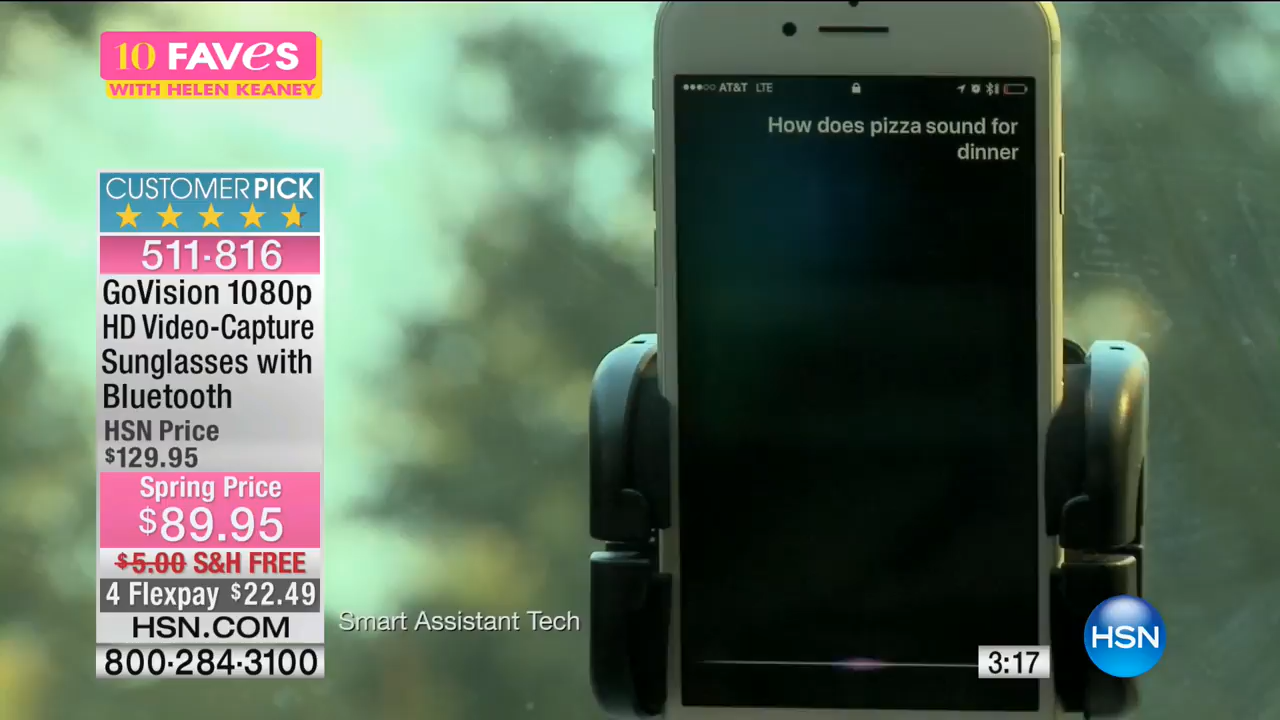 10 FAVeS
WITH HELEN KEANEY
CUSTOMER PICK
511·816
GoVision 1080p
HD Video-Capture
Sunglasses with
Bluetooth
HSN Price
$129.95
Spring Price
$89.95
$5.00 S&H FREE
4 Flexpay $22.49
HSN.COM
800·284·3100
Smart Assistant Tech
AT&T LTE
How does pizza sound for
dinner
3:17
HSN